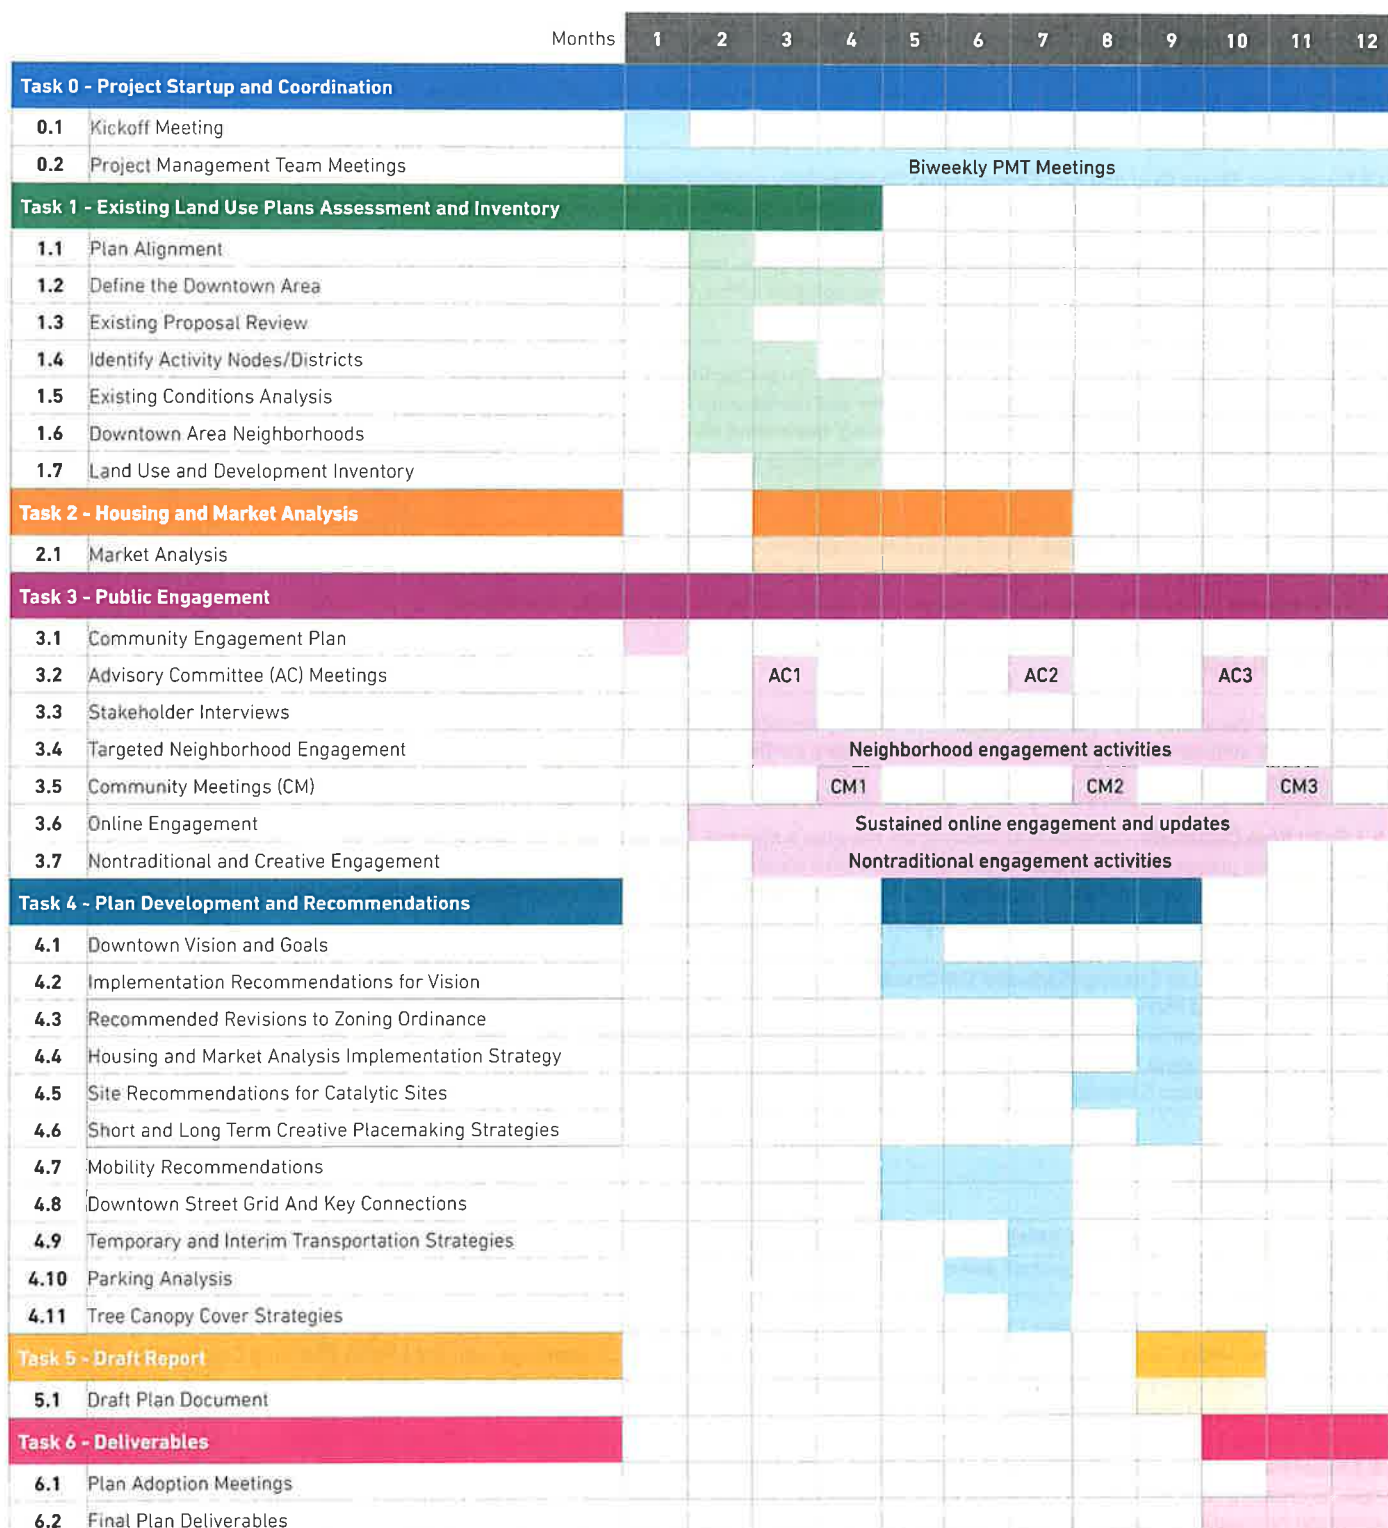 Months 1 2 3 4 5 6 7 8 9 10 11 12
Task 0 - Project Startup and Coordination
0.1 Kickoff Meeting
0.2 Project Management Team Meetings Biweekly PMT Meetings
Task 1 - Existing Land Use Plans Assessment and Inventory
1.1 Plan Alignment
1.2 Define the Downtown Area
1.3 Existing Proposal Review
1.4 Identify Activity Nodes/Districts
1.5 Existing Conditions Analysis
1.6 Downtown Area Neighborhoods
1.7 Land Use and Development Inventory
Task 2 - Housing and Market Analysis
2.1 Market Analysis
Task 3 - Public Engagement
3.1 Community Engagement Plan
3.2 Advisory Committee (AC) Meetings AC1 AC2 AC3
3.3 Stakeholder Interviews
3.4 Targeted Neighborhood Engagement Neighborhood engagement activities
3.5 Community Meetings (CM) CM1 CM2 CM3
3.6 Online Engagement Sustained online engagement and updates
3.7 Nontraditional and Creative Engagement Nontraditional engagement activities
Task 4 - Plan Development and Recommendations
4.1 Downtown Vision and Goals
4.2 Implementation Recommendations for Vision
4.3 Recommended Revisions to Zoning Ordinance
4.4 Housing and Market Analysis Implementation Strategy
4.5 Site Recommendations for Catalytic Sites
4.6 Short and Long Term Creative Placemaking Strategies
4.7 Mobility Recommendations
4.8 Downtown Street Grid And Key Connections
4.9 Temporary and Interim Transportation Strategies
4.10 Parking Analysis
4.11 Tree Canopy Cover Strategies
Task 5 - Draft Report
5.1 Draft Plan Document
Task 6 - Deliverables
6.1 Plan Adoption Meetings
6.2 Final Plan Deliverables